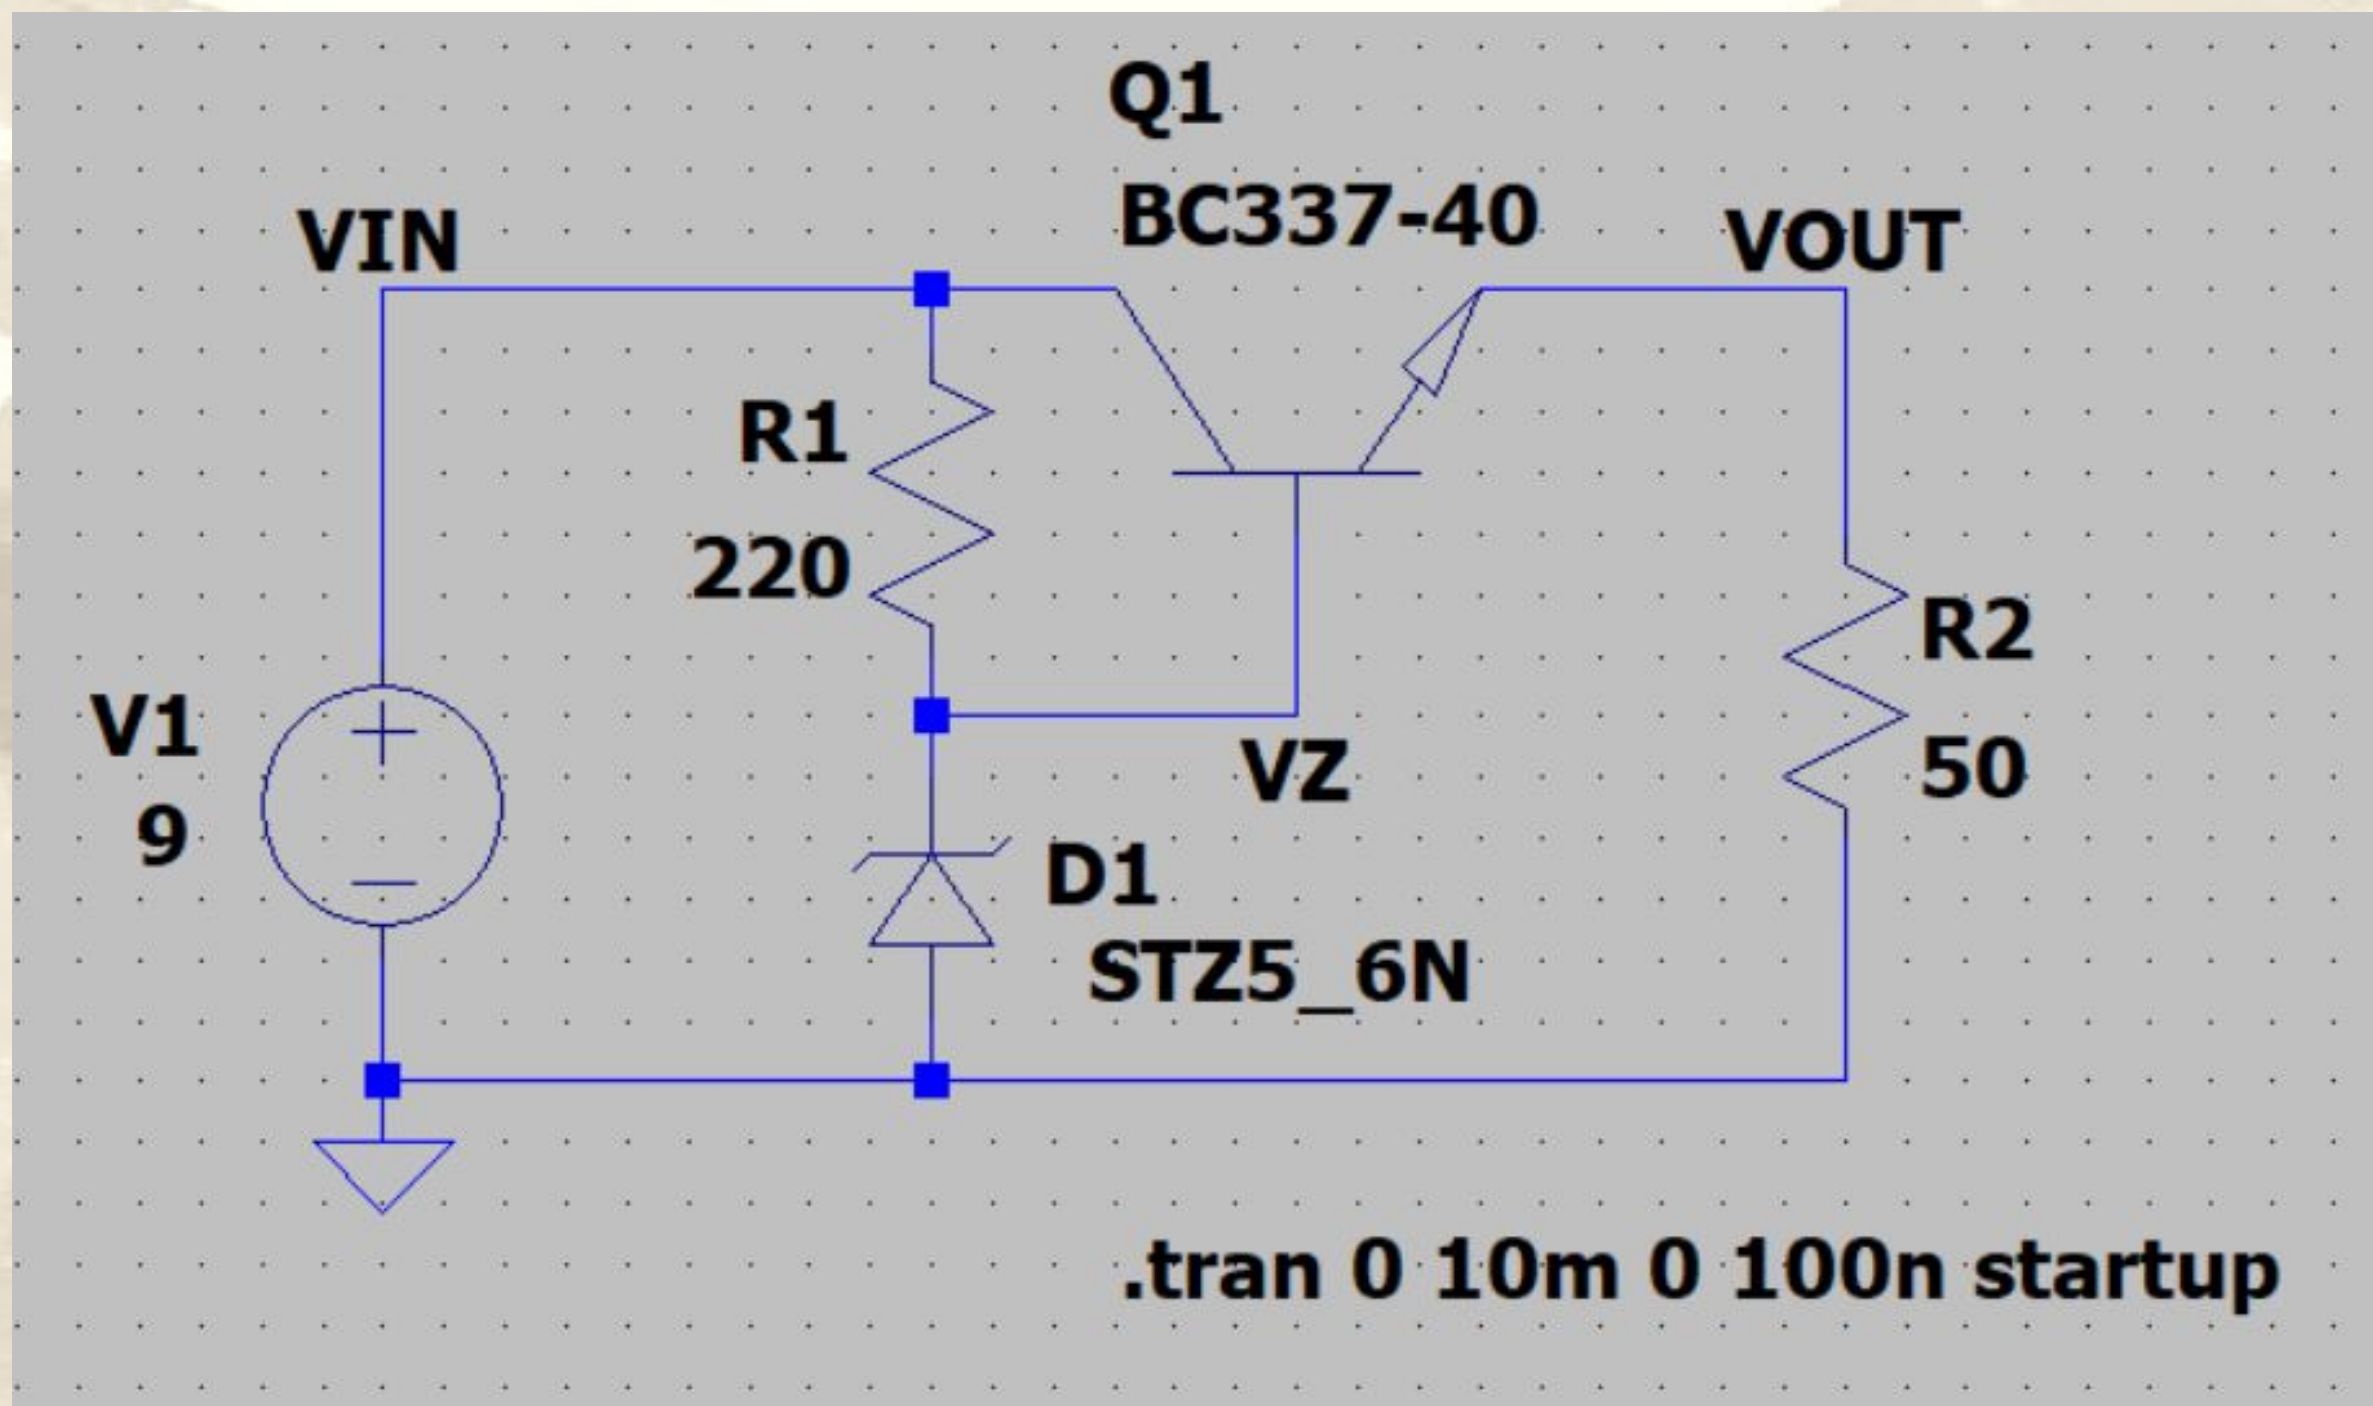 Q1
BC337-40
VIN
VOUT
R1
220
R2
50
V1
9
VZ
D1
STZ5_6N
.tran 0 10m 0 100n startup